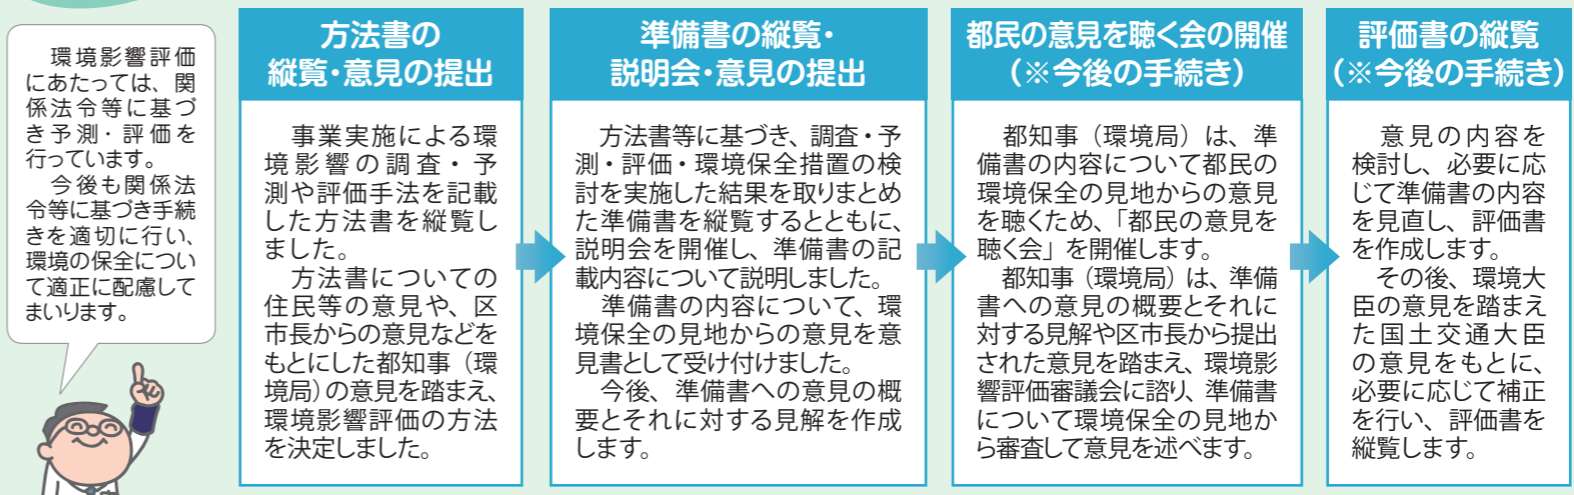 環境影響評価
にあたっては、関
係法令等に基づ
き予測・評価を
行っています。
今後も関係法
令等に基づき手続
きを適切に行い、
環境の保全につい
て適正に配慮して
まいります。
方法書の
縦覧・意見の提出
事業実施による環
境影響の調査・予
測や評価手法を記載
した方法書を縦覧し
ました。
方法書についての
住民等の意見や、区
市長からの意見などを
もとにした都知事（環
境局）の意見を踏まえ、
環境影響評価の方法
を決定しました。
準備書の縦覧・
説明会・意見の提出
方法書等に基づき、調査・予
測・評価・環境保全措置の検
討を実施した結果を取りまとめ
た準備書を縦覧するとともに、
説明会を開催し、準備書の記
載内容について説明しました。
準備書の内容について、環
境保全の見地からの意見を意
見書として受け付けました。
今後、準備書への意見の概
要とそれに対する見解を作成
します。
都民の意見を聴く会の開催
（※今後の手続き）
都知事（環境局）は、準
備書の内容について都民の
環境保全の見地からの意見
を聴くため、「都民の意見を
聴く会」を開催します。
都知事（環境局）は、準備
書への意見の概要とそれに
対する見解や区市長から提出
された意見を踏まえ、環境影
響評価審議会に諮り、準備書
について環境保全の見地か
ら審査して意見を述べます。
評価書の縦覧
（※今後の手続き）
意見の内容を
検討し、必要に応
じて準備書の内容
を見直し、評価書
を作成します。
その後、環境大
臣の意見を踏まえ
た国土交通大臣
の意見をもとに、
必要に応じて補正
を行い、評価書を
縦覧します。